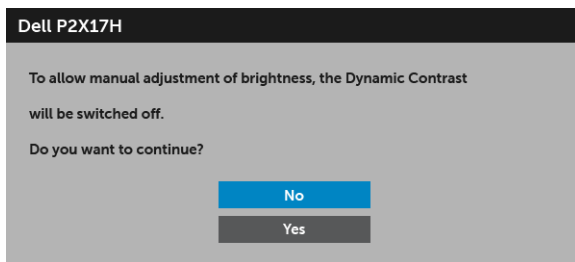 Dell P2X17H
To allow manual adjustment of brightness, the Dynamic Contrast
will be switched off.
Do you want to continue?
No
Yes